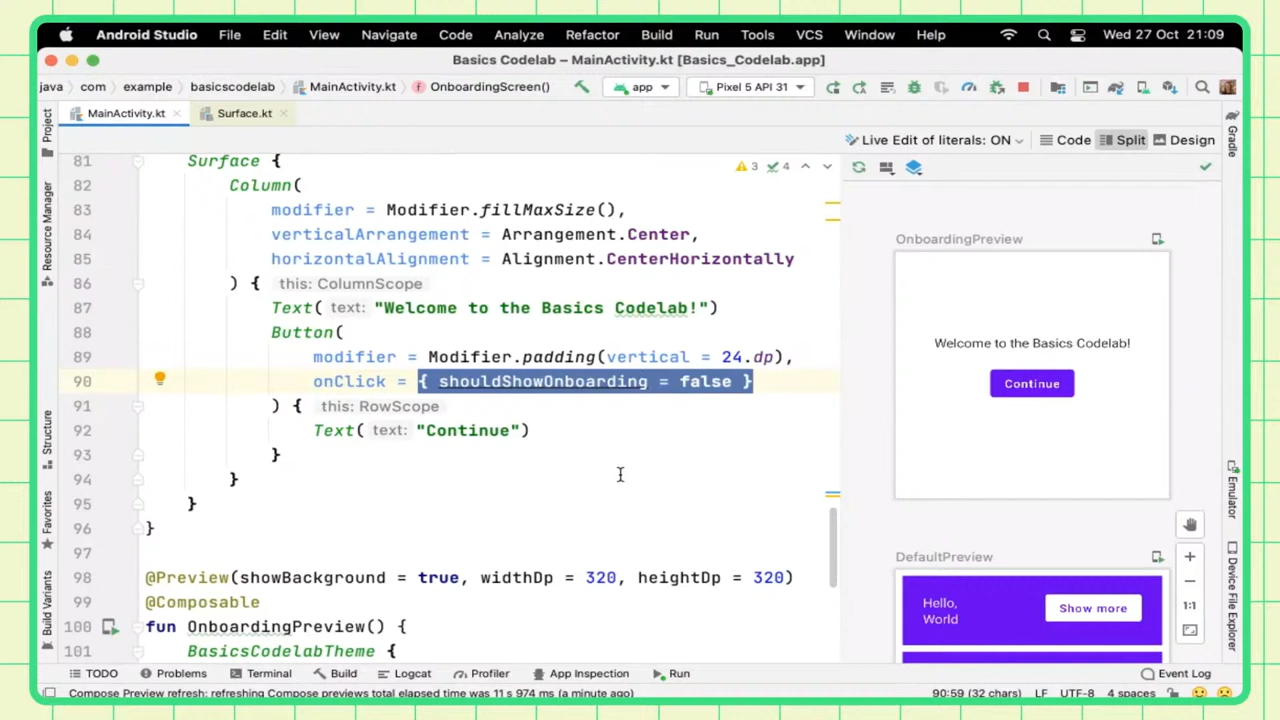 Android Studio File Edit View Navigate Code Analyze Refactor Build Run Tools VCS Window Help Wed 27 Oct 21:09
Basics Codelab – MainActivity.kt [Basics_Codelab.app]
java com example basicscodelab MainActivity.kt OnboardingScreen() app Pixel 5 API 31
MainActivity.kt Surface.kt
Live Edit of literals: ON Code Split Design
3 4
81 Surface {
82 Column(
83 modifier = Modifier.fillMaxSize(),
84 verticalArrangement = Arrangement.Center,
85 horizontalAlignment = Alignment.CenterHorizontally
86 ) { this: ColumnScope
87 Text( text: "Welcome to the Basics Codelab!")
88 Button(
89 modifier = Modifier.padding(vertical = 24.dp),
90 onClick = { shouldShowOnboarding = false }
91 ) { this: RowScope
92 Text( text: "Continue")
93 }
94 }
95 }
96 }
97
98 @Preview(showBackground = true, widthDp = 320, heightDp = 320)
99 @Composable
100 fun OnboardingPreview() {
101 BasicsCodelabTheme {
OnboardingPreview
Welcome to the Basics Codelab!
Continue
DefaultPreview
Hello,
World
Show more
1:1
Project
Resource Manager
Structure
Favorites
Build Variants
Gradle
Emulator
Device File Explorer
TODO Problems Terminal Build Logcat Profiler App Inspection Run Event Log
Compose Preview refresh: refreshing Compose previews total elapsed time was 11 s 974 ms (a minute ago) 90:59 (32 chars) LF UTF-8 4 spaces